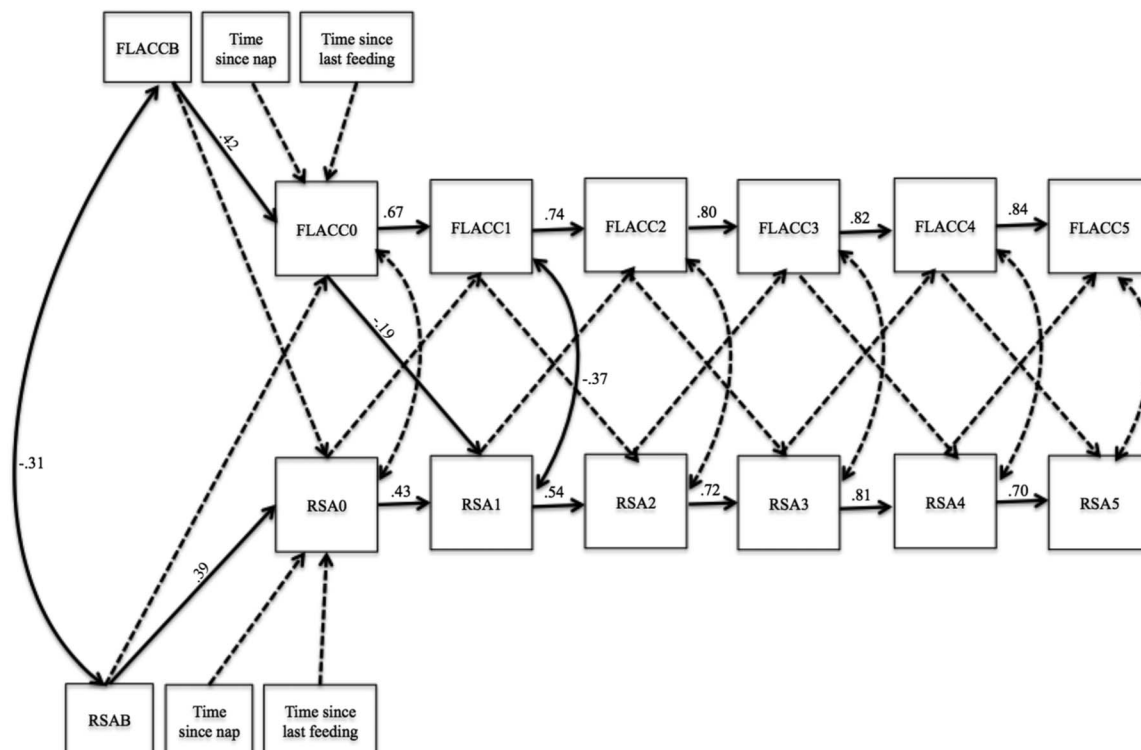 FLACCB
Time
since nap
Time since
last feeding
.42
FLACC0
.67
FLACC1
.74
FLACC2
.80
FLACC3
.82
FLACC4
.84
FLACC5
-.19
-.37
-.31
RSA0
.43
RSA1
.54
RSA2
.72
RSA3
.81
RSA4
.70
RSA5
.39
RSAB
Time
since nap
Time since
last feeding